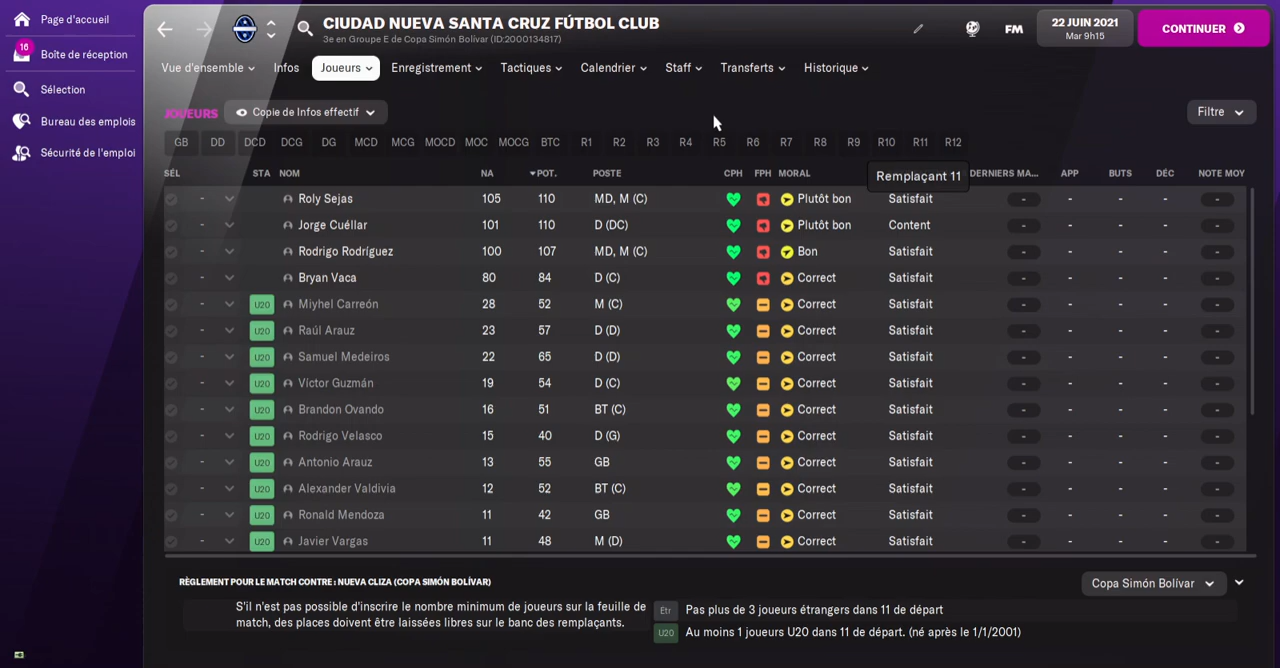 Page d'accueil
16
Boîte de réception
Sélection
Bureau des emplois
Sécurité de l'emploi
CIUDAD NUEVA SANTA CRUZ FÚTBOL CLUB
3e en Groupe E de Copa Simón Bolívar (ID:2000134817)
FM
22 JUIN 2021
Mar 9h15
CONTINUER
Vue d'ensemble Infos Joueurs Enregistrement Tactiques Calendrier Staff Transferts Historique
JOUEURS
Copie de Infos effectif
Filtre
GB DD DCD DCG DG MCD MCG MOCD MOC MOCG BTC R1 R2 R3 R4 R5 R6 R7 R8 R9 R10 R11 R12
Remplaçant 11
SÉL STA NOM NA POT. POSTE CPH FPH MORAL DERNIERS MA... APP BUTS DÉC NOTE MOY
- Roly Sejas 105 110 MD, M (C) Plutôt bon Satisfait - - - - -
- Jorge Cuéllar 101 110 D (DC) Plutôt bon Content - - - - -
- Rodrigo Rodríguez 100 107 MD, M (C) Bon Satisfait - - - - -
- Bryan Vaca 80 84 D (C) Correct Satisfait - - - - -
- U20 Miyhel Carreón 28 52 M (C) Correct Satisfait - - - - -
- U20 Raúl Arauz 23 57 D (D) Correct Satisfait - - - - -
- U20 Samuel Medeiros 22 65 D (D) Correct Satisfait - - - - -
- U20 Víctor Guzmán 19 54 D (C) Correct Satisfait - - - - -
- U20 Brandon Ovando 16 51 BT (C) Correct Satisfait - - - - -
- U20 Rodrigo Velasco 15 40 D (G) Correct Satisfait - - - - -
- U20 Antonio Arauz 13 55 GB Correct Satisfait - - - - -
- U20 Alexander Valdivia 12 52 BT (C) Correct Satisfait - - - - -
- U20 Ronald Mendoza 11 42 GB Correct Satisfait - - - - -
- U20 Javier Vargas 11 48 M (D) Correct Satisfait - - - - -
RÈGLEMENT POUR LE MATCH CONTRE : NUEVA CLIZA (COPA SIMÓN BOLÍVAR)
Copa Simón Bolívar
S'il n'est pas possible d'inscrire le nombre minimum de joueurs sur la feuille de
match, des places doivent être laissées libres sur le banc des remplaçants.
Étr Pas plus de 3 joueurs étrangers dans 11 de départ
U20 Au moins 1 joueurs U20 dans 11 de départ. (né après le 1/1/2001)